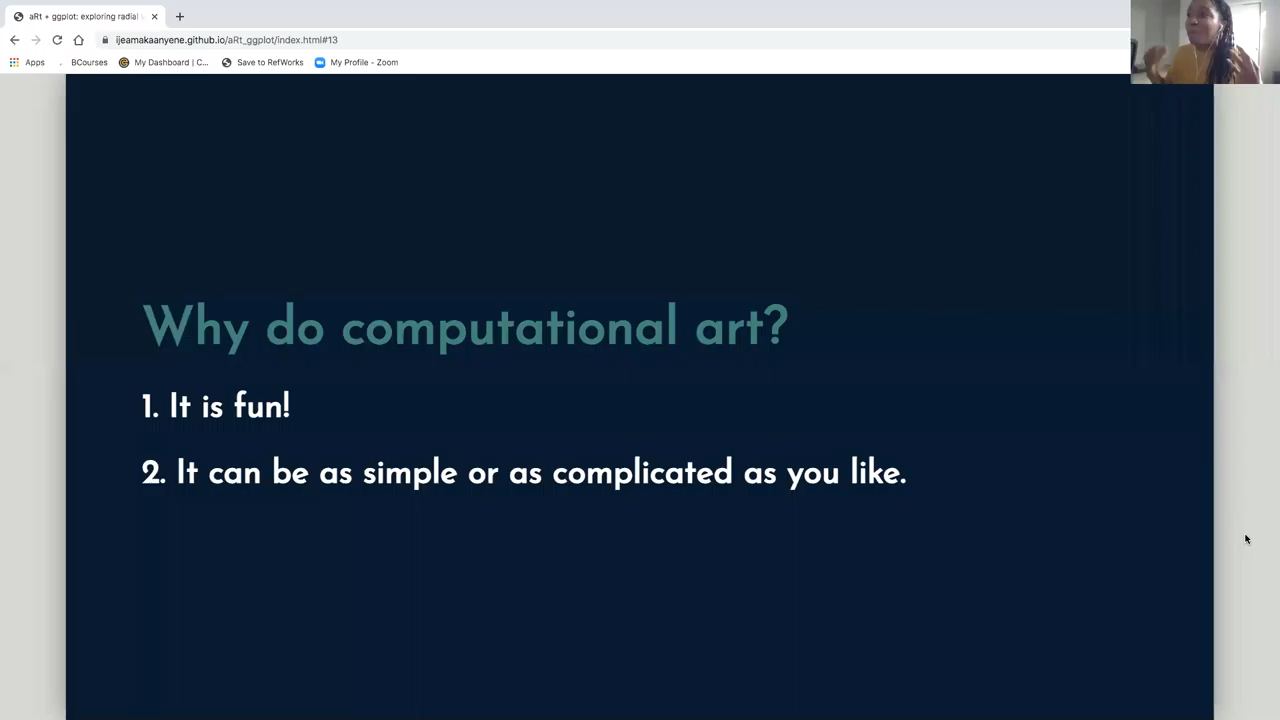 aRt + ggplot: exploring radial
ijeamakaanyene.github.io/aRt_ggplot/index.html#13
Apps
BCourses
My Dashboard | C...
Save to RefWorks
My Profile - Zoom
Why do computational art?
1. It is fun!
2. It can be as simple or as complicated as you like.